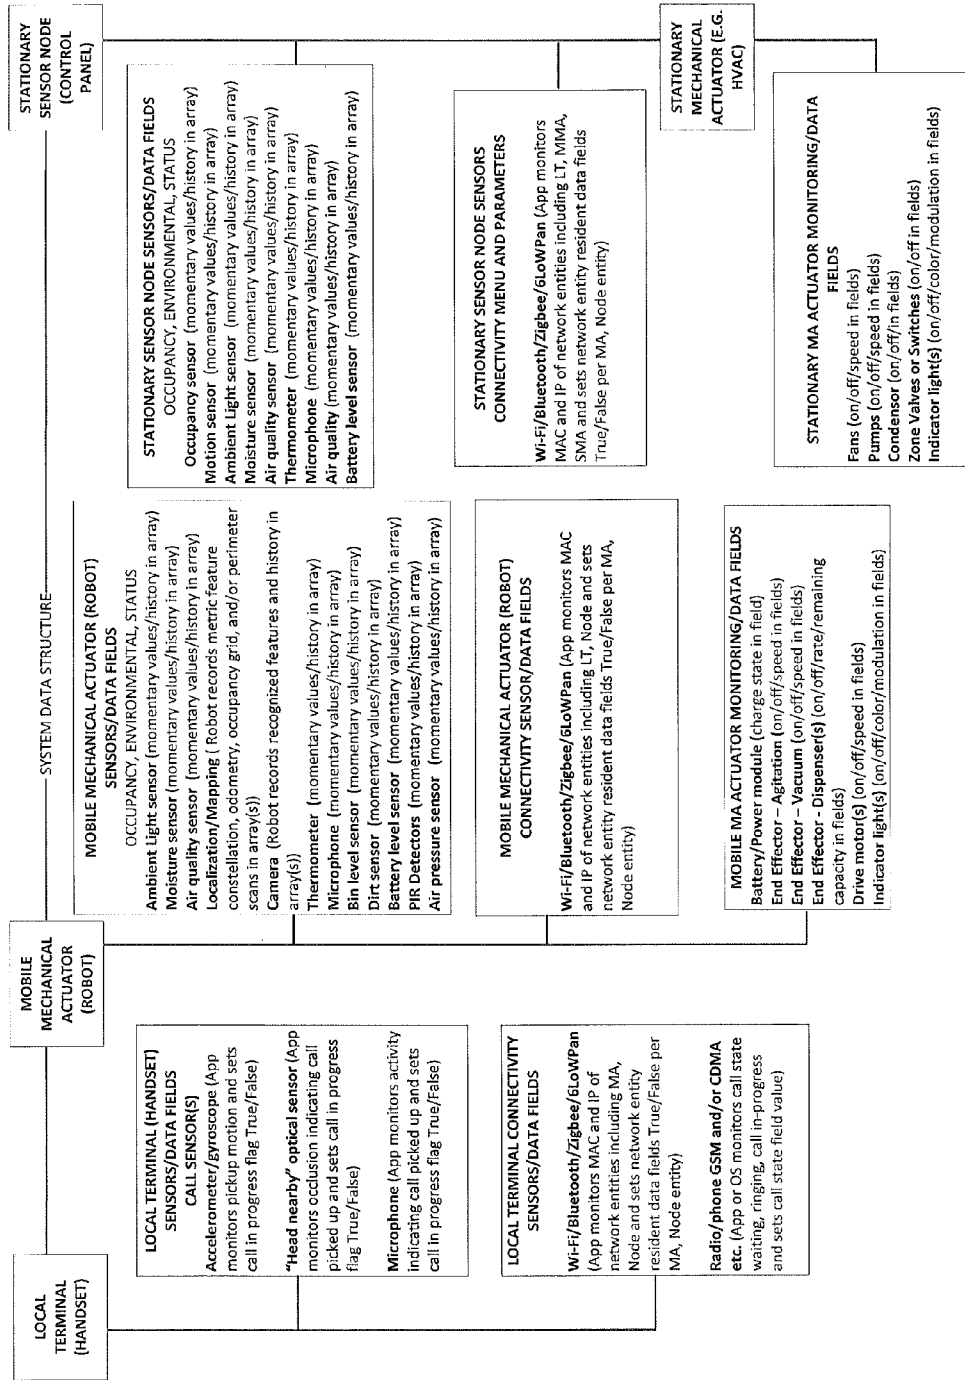 SYSTEM DATA STRUCTURE
LOCAL
TERMINAL
(HANDSET)
LOCAL TERMINAL (HANDSET)
SENSORS/DATA FIELDS
CALL SENSOR(S)
Accelerometer/gyroscope (App
monitors pickup motion and sets
call in progress flag True/False)
"Head nearby" optical sensor (App
monitors occlusion indicating call
picked up and sets call in progress
flag True/False)
Microphone (App monitors activity
indicating call picked up and sets
call in progress flag True/False)
LOCAL TERMINAL CONNECTIVITY
SENSORS/DATA FIELDS
Wi-Fi/Bluetooth/Zigbee/6LoWPan
(App monitors MAC and IP of
network entities including MA,
Node and sets network entity
resident data fields True/False per
MA, Node entity)
Radio/phone GSM and/or CDMA
etc. (App or OS monitors call state
waiting, ringing, call in-progress
and sets call state field value)
MOBILE
MECHANICAL
ACTUATOR
(ROBOT)
MOBILE MECHANICAL ACTUATOR (ROBOT)
SENSORS/DATA FIELDS
OCCUPANCY, ENVIRONMENTAL, STATUS
Ambient Light sensor (momentary values/history in array)
Moisture sensor (momentary values/history in array)
Air quality sensor (momentary values/history in array)
Localization/Mapping ( Robot records metric feature
constellation, odometry, occupancy grid, and/or perimeter
scans in array(s))
Camera (Robot records recognized features and history in
array(s))
Thermometer (momentary values/history in array)
Microphone (momentary values/history in array)
Bin level sensor (momentary values/history in array)
Dirt sensor (momentary values/history in array)
Battery level sensor (momentary values/history in array)
PIR Detectors (momentary values/history in array)
Air pressure sensor (momentary values/history in array)
MOBILE MECHANICAL ACTUATOR (ROBOT)
CONNECTIVITY SENSOR/DATA FIELDS
Wi-Fi/Bluetooth/Zigbee/6LoWPan (App monitors MAC
and IP of network entities including LT, Node and sets
network entity resident data fields True/False per MA,
Node entity)
MOBILE MA ACTUATOR MONITORING/DATA FIELDS
Battery/Power module (charge state in field)
End Effector – Agitation (on/off/speed in fields)
End Effector – Vacuum (on/off/speed in fields)
End Effector - Dispenser(s) (on/off/rate/remaining
capacity in fields)
Drive motor(s) (on/off/speed in fields)
Indicator light(s) (on/off/color/modulation in fields)
STATIONARY
SENSOR NODE
(CONTROL
PANEL)
STATIONARY SENSOR NODE SENSORS/DATA FIELDS
OCCUPANCY, ENVIRONMENTAL, STATUS
Occupancy sensor (momentary values/history in array)
Motion sensor (momentary values/history in array)
Ambient Light sensor (momentary values/history in array)
Moisture sensor (momentary values/history in array)
Air quality sensor (momentary values/history in array)
Thermometer (momentary values/history in array)
Microphone (momentary values/history in array)
Air quality (momentary values/history in array)
Battery level sensor (momentary values/history in array)
STATIONARY SENSOR NODE SENSORS
CONNECTIVITY MENU AND PARAMETERS
Wi-Fi/Bluetooth/Zigbee/6LoWPan (App monitors
MAC and IP of network entities including LT, MMA,
SMA and sets network entity resident data fields
True/False per MA, Node entity)
STATIONARY
MECHANICAL
ACTUATOR (E.G.
HVAC)
STATIONARY MA ACTUATOR MONITORING/DATA
FIELDS
Fans (on/off/speed in fields)
Pumps (on/off/speed in fields)
Condensor (on/off/in fields)
Zone Valves or Switches (on/off in fields)
Indicator light(s) (on/off/color/modulation in fields)